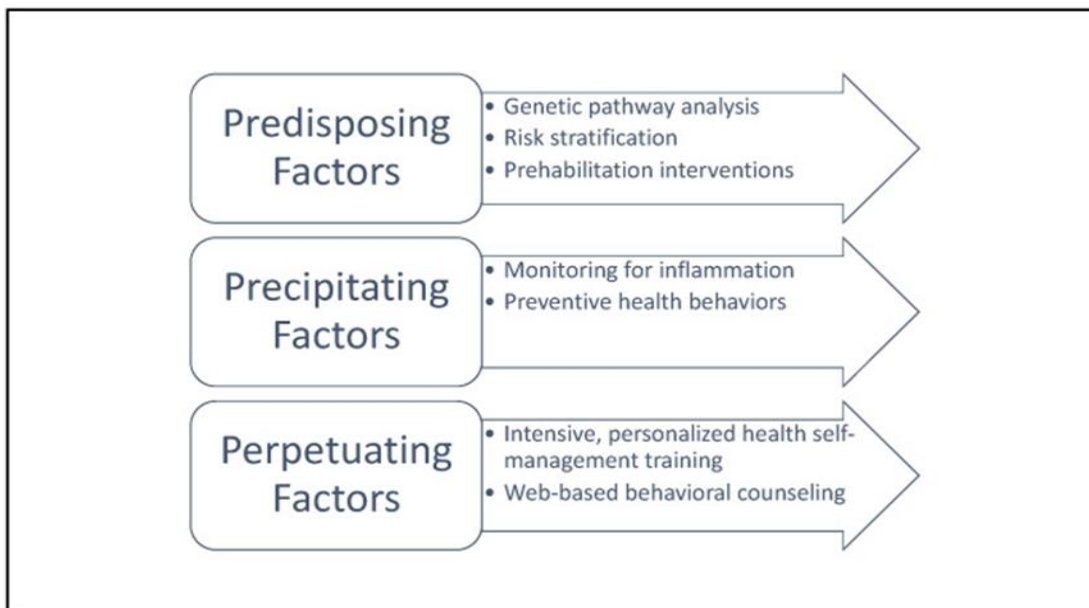 Predisposing
Factors
• Genetic pathway analysis
• Risk stratification
• Prehabilitation interventions
Precipitating
Factors
• Monitoring for inflammation
• Preventive health behaviors
Perpetuating
Factors
• Intensive, personalized health self-
management training
• Web-based behavioral counseling